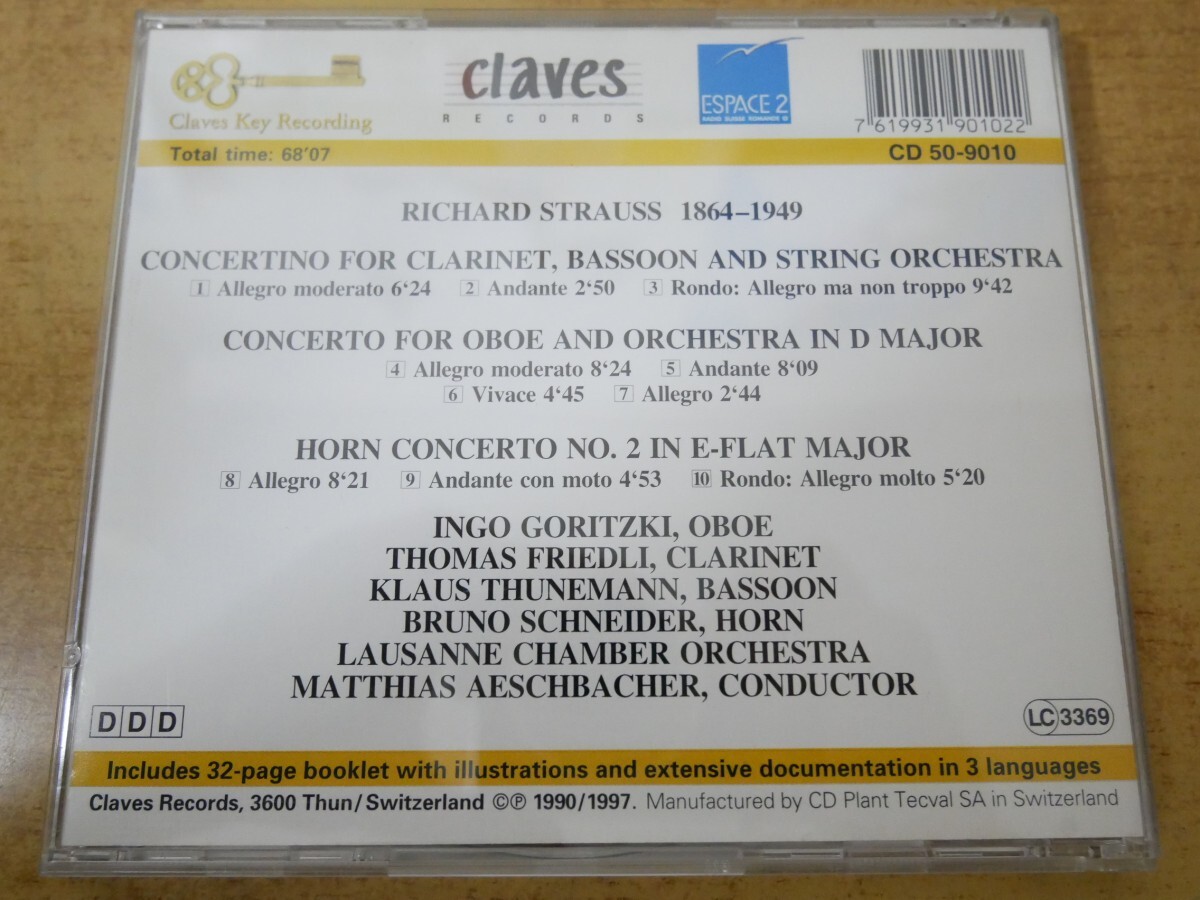 Claves Key Recording
claves
RECORDS
ESPACE 2
RADIO SUISSE ROMANDE
7 619931 901022
Total time: 68'07
CD 50-9010
RICHARD STRAUSS 1864–1949
CONCERTINO FOR CLARINET, BASSOON AND STRING ORCHESTRA
1 Allegro moderato 6‘24 2 Andante 2‘50 3 Rondo: Allegro ma non troppo 9‘42
CONCERTO FOR OBOE AND ORCHESTRA IN D MAJOR
4 Allegro moderato 8‘24 5 Andante 8‘09
6 Vivace 4‘45 7 Allegro 2‘44
HORN CONCERTO NO. 2 IN E-FLAT MAJOR
8 Allegro 8‘21 9 Andante con moto 4‘53 10 Rondo: Allegro molto 5‘20
INGO GORITZKI, OBOE
THOMAS FRIEDLI, CLARINET
KLAUS THUNEMANN, BASSOON
BRUNO SCHNEIDER, HORN
LAUSANNE CHAMBER ORCHESTRA
MATTHIAS AESCHBACHER, CONDUCTOR
DDD
LC 3369
Includes 32-page booklet with illustrations and extensive documentation in 3 languages
Claves Records, 3600 Thun/Switzerland ©℗ 1990/1997. Manufactured by CD Plant Tecval SA in Switzerland